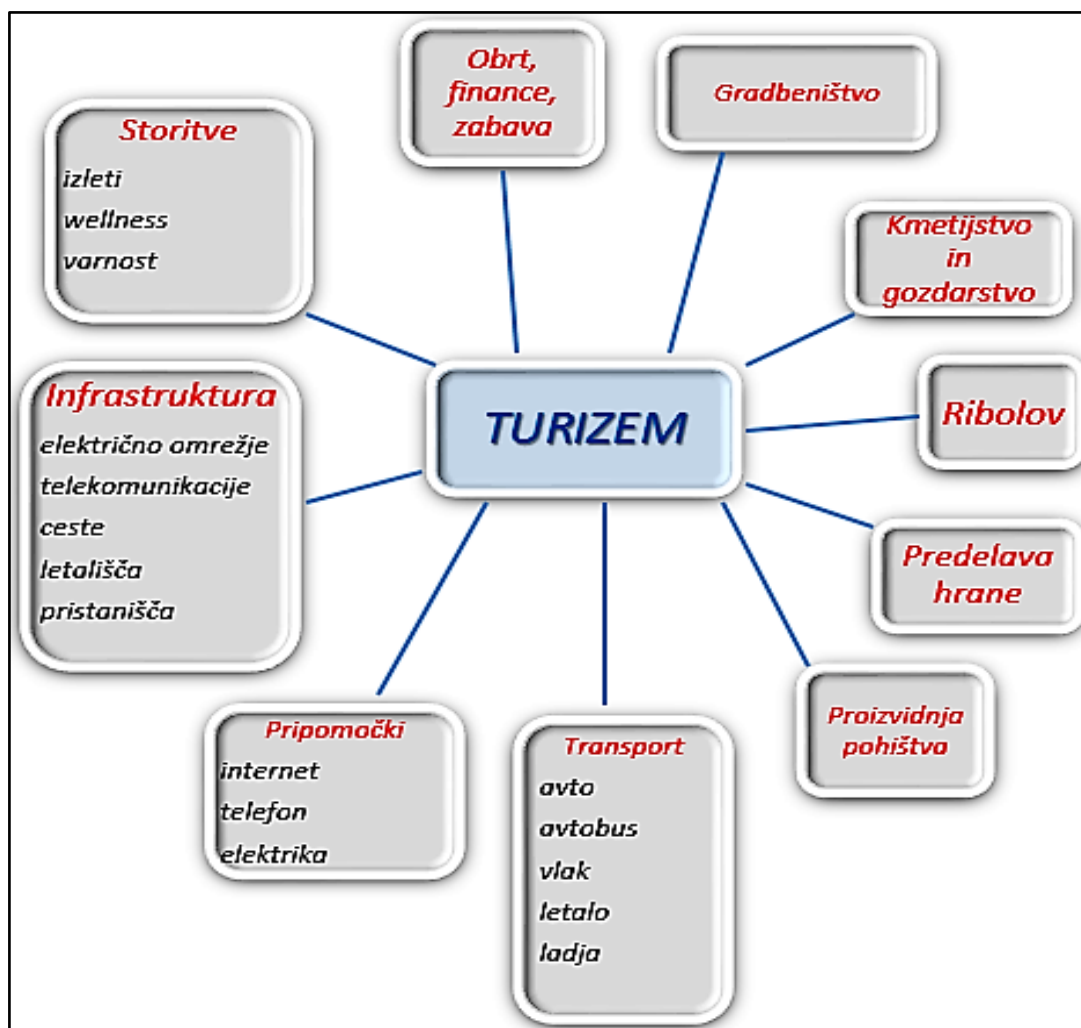 Obrt,
finance,
zabava
Gradbeništvo
Storitve
izleti
wellness
varnost
Kmetijstvo
in
gozdarstvo
Infrastruktura
električno omrežje
telekomunikacije
ceste
letališča
pristanišča
TURIZEM
Ribolov
Predelava
hrane
Proizvidnja
pohištva
Pripomočki
internet
telefon
elektrika
Transport
avto
avtobus
vlak
letalo
ladja